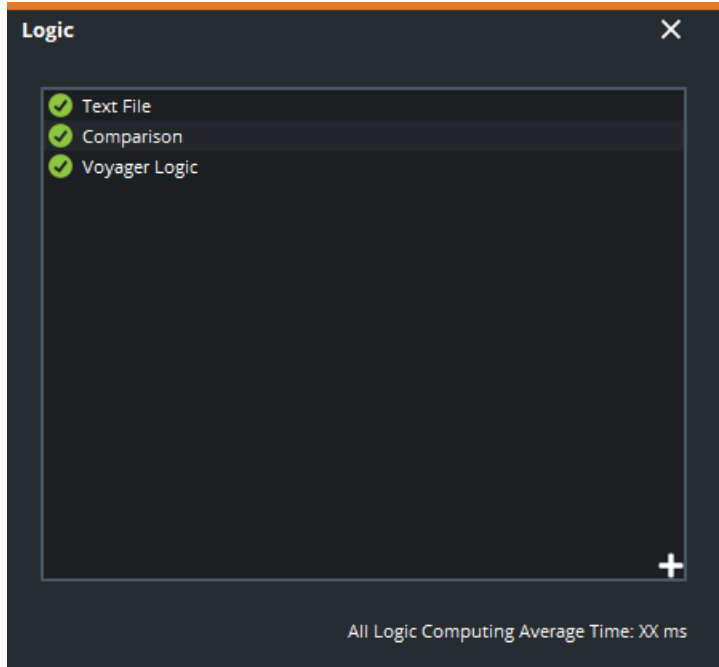 Logic
Text File
Comparison
Voyager Logic
All Logic Computing Average Time: XX ms